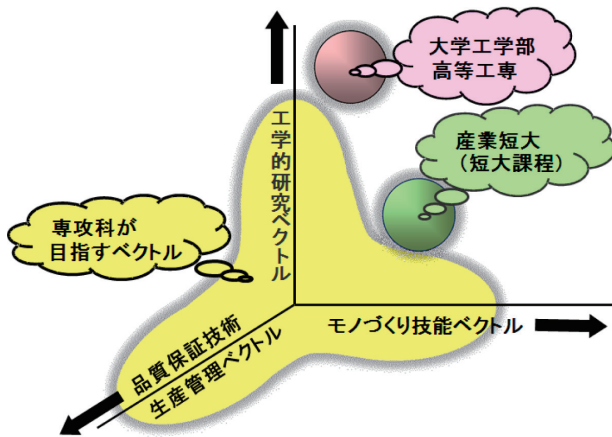 大学工学部
高等工専
産業短大
（短大課程）
工学的研究ベクトル
専攻科が
目指すベクトル
モノづくり技能ベクトル
品質保証技術
生産管理ベクトル